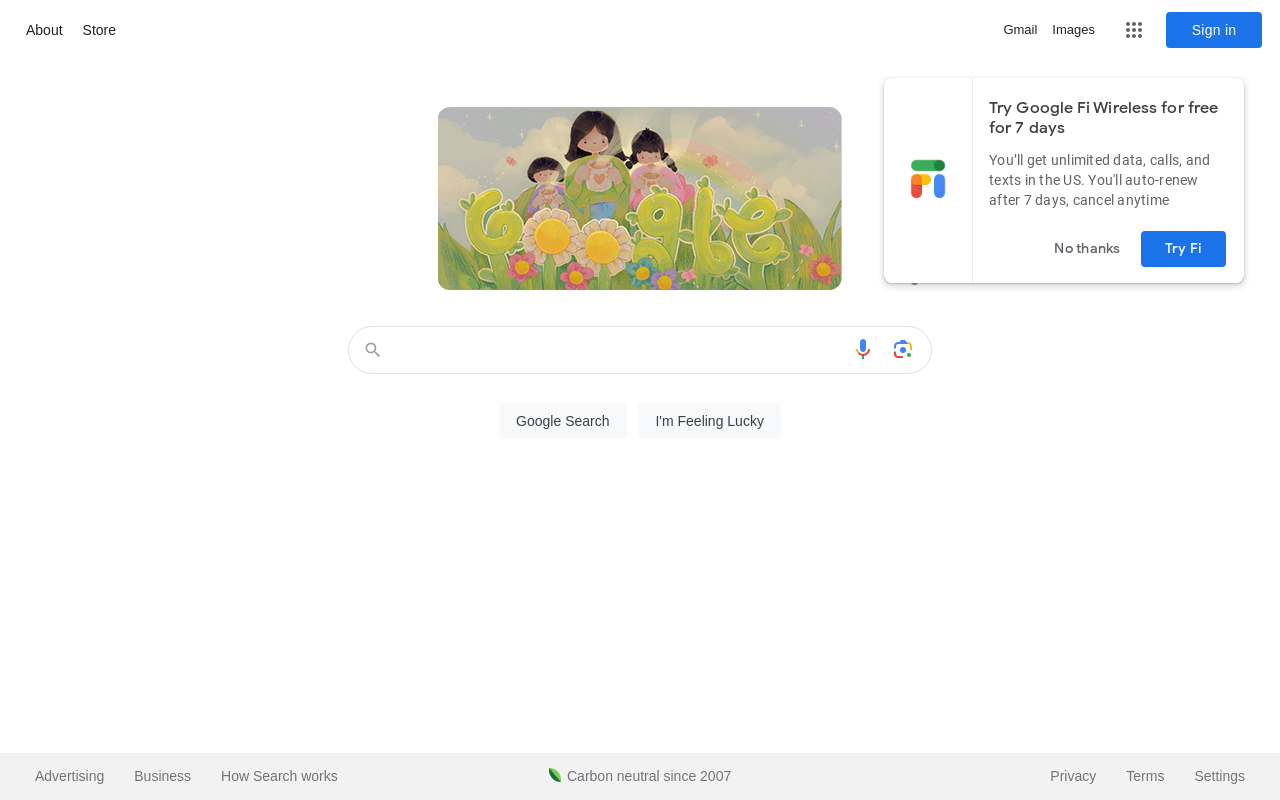 About
Store
Gmail
Images
Sign in
Google
Try Google Fi Wireless for free
for 7 days
You'll get unlimited data, calls, and
texts in the US. You'll auto-renew
after 7 days, cancel anytime
No thanks
Try Fi
Google Search
I'm Feeling Lucky
Advertising
Business
How Search works
Carbon neutral since 2007
Privacy
Terms
Settings